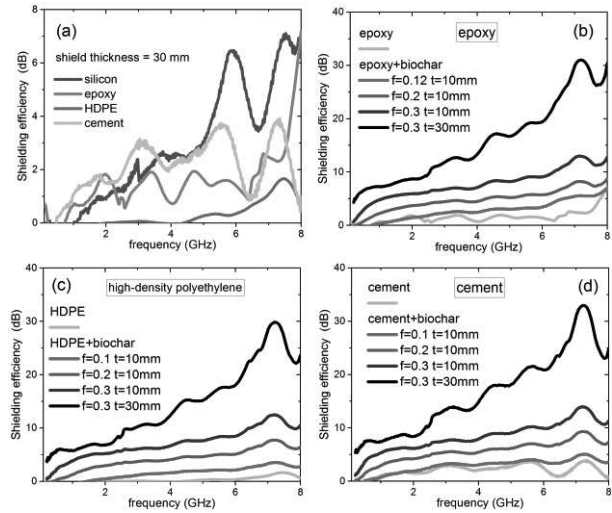 (a)
shield thickness = 30 mm
silicon
epoxy
HDPE
cement
Shielding efficiency (dB)
8
6
4
2
0
2 4 6 8
frequency (GHz)
(b)
epoxy
epoxy
epoxy+biochar
f=0.12 t=10mm
f=0.2 t=10mm
f=0.3 t=10mm
f=0.3 t=30mm
Shielding efficiency (dB)
40
30
20
10
0
2 4 6 8
frequency (GHz)
(c)
high-density polyethylene
HDPE
HDPE+biochar
f=0.1 t=10mm
f=0.2 t=10mm
f=0.3 t=10mm
f=0.3 t=30mm
Shielding efficiency (dB)
40
30
20
10
0
2 4 6 8
frequency (GHz)
(d)
cement
cement
cement+biochar
f=0.1 t=10mm
f=0.2 t=10mm
f=0.3 t=10mm
f=0.3 t=30mm
Shielding efficiency (dB)
40
30
20
10
0
2 4 6 8
frequency (GHz)